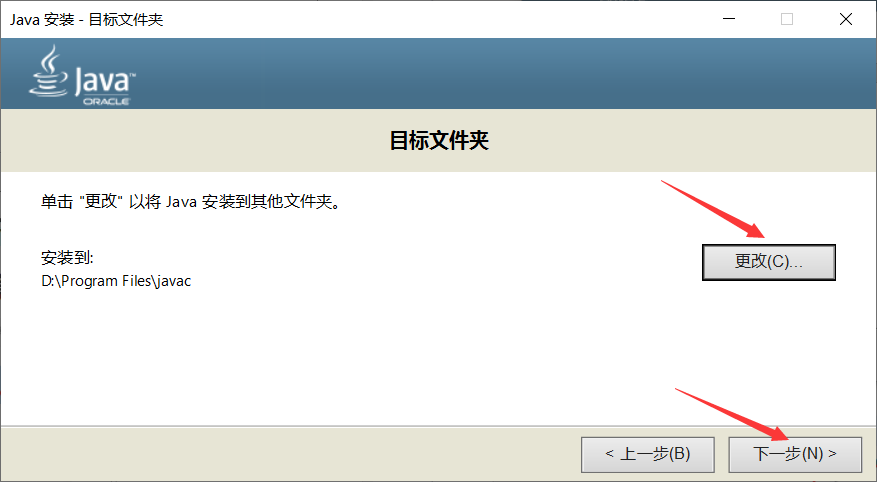 Java 安装 - 目标文件夹
Java™
ORACLE
目标文件夹
单击 "更改" 以将 Java 安装到其他文件夹。
安装到:
D:\Program Files\javac
更改(C)...
< 上一步(B)
下一步(N) >